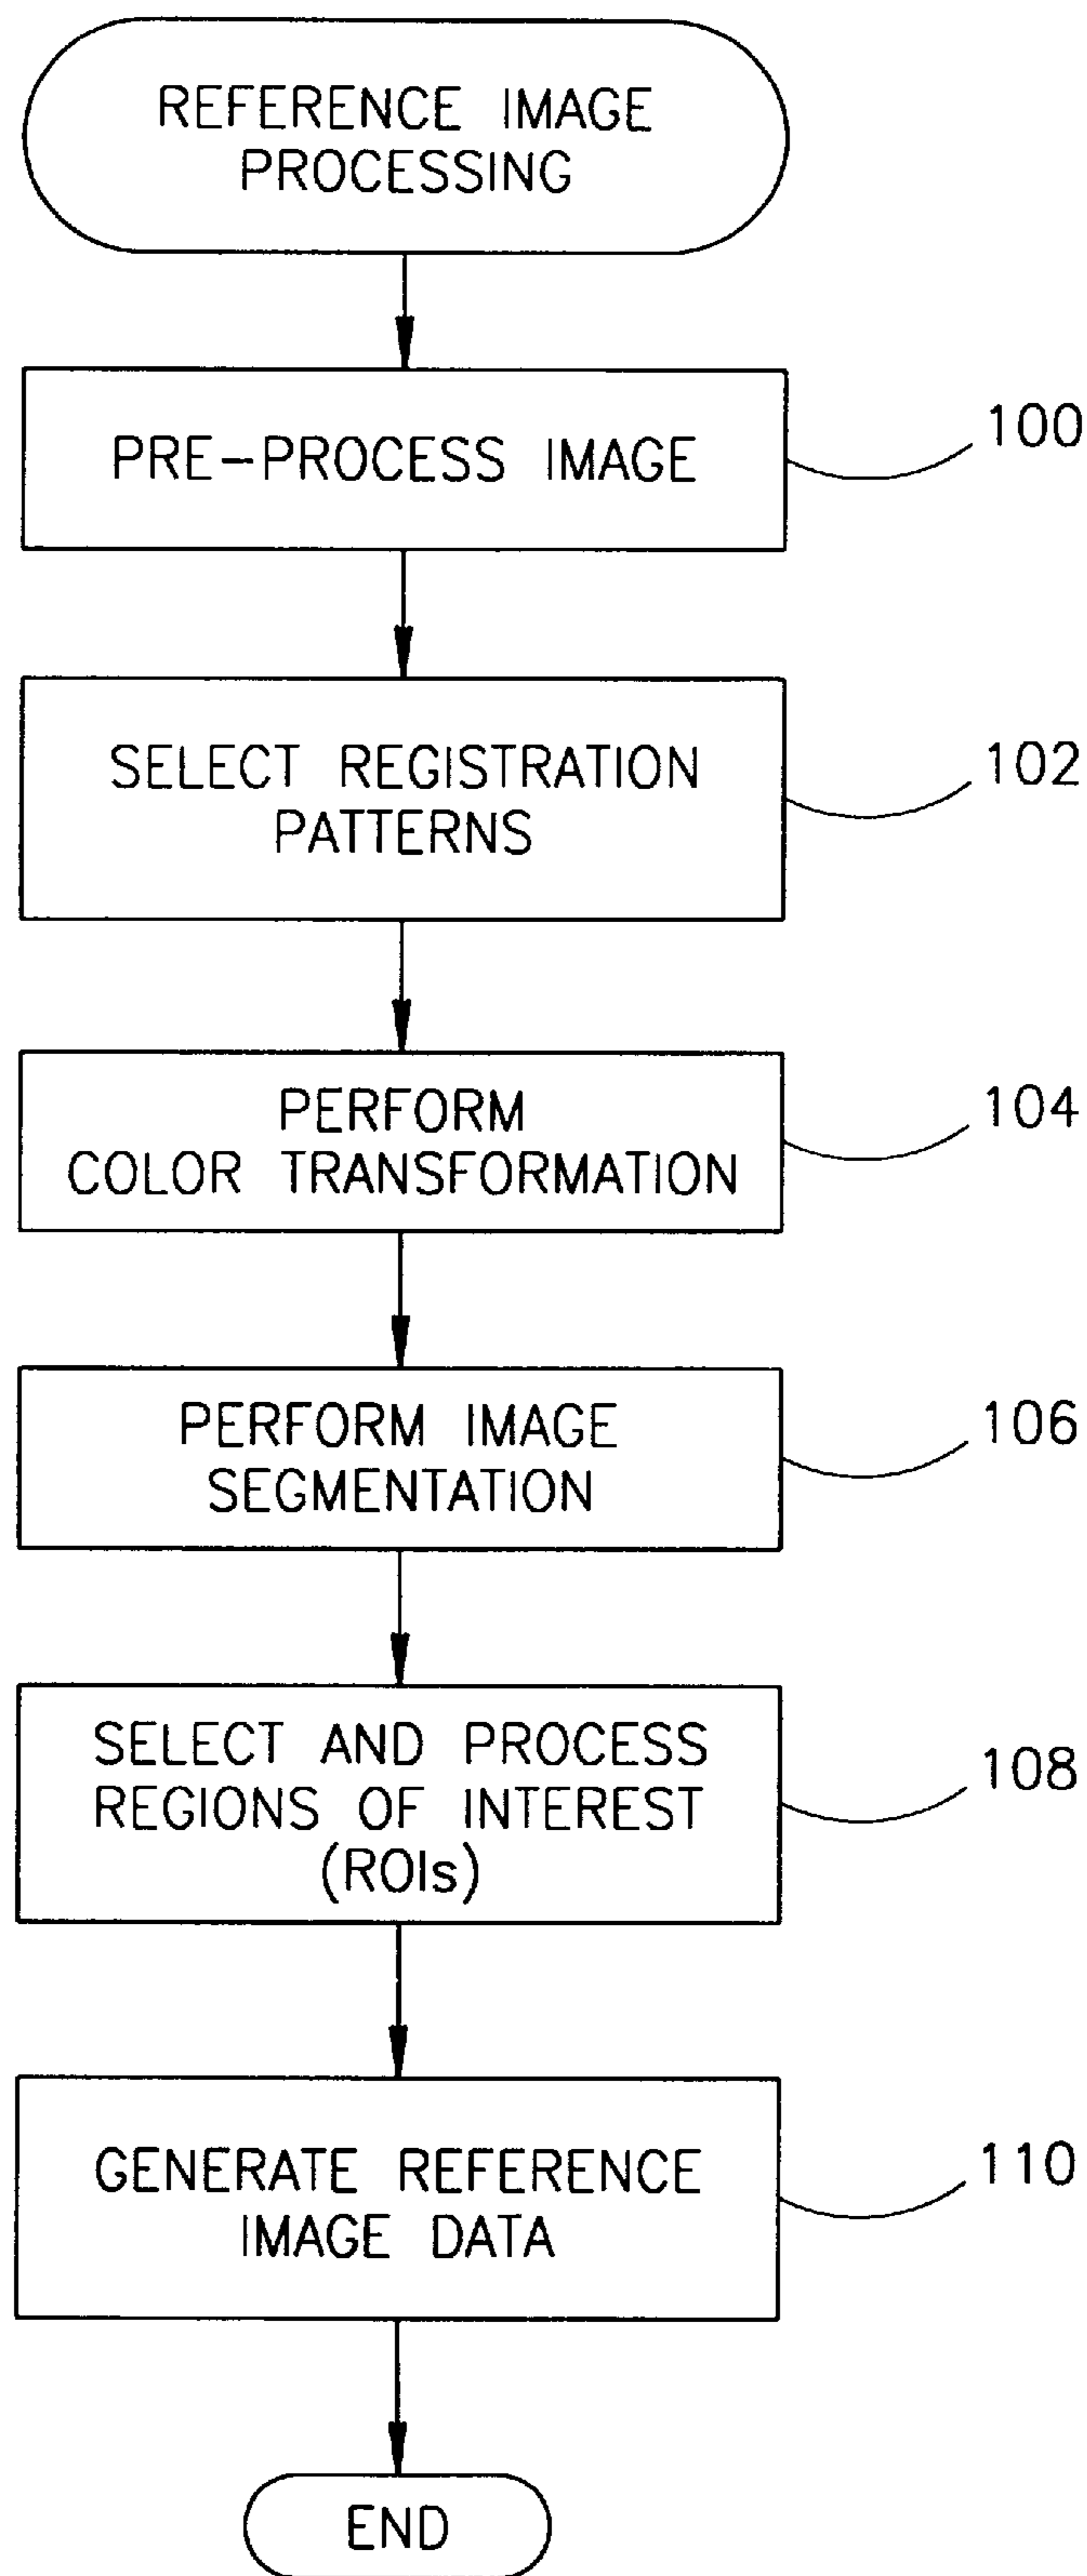 REFERENCE IMAGE
PROCESSING
PRE-PROCESS IMAGE
100
SELECT REGISTRATION
PATTERNS
102
PERFORM
COLOR TRANSFORMATION
104
PERFORM IMAGE
SEGMENTATION
106
SELECT AND PROCESS
REGIONS OF INTEREST
(ROIs)
108
GENERATE REFERENCE
IMAGE DATA
110
END